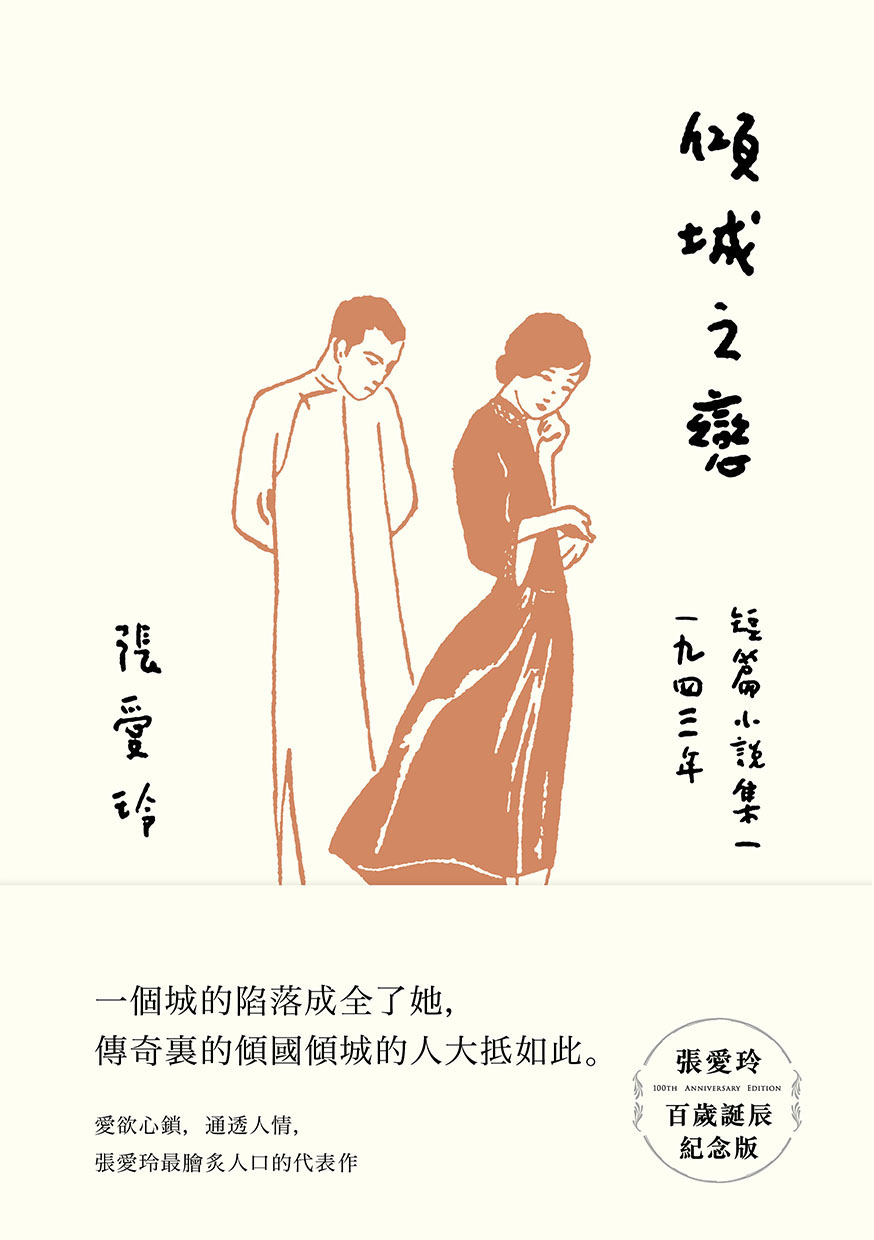 傾城之戀
短篇小說集一
一九四三年
張愛玲
一個城的陷落成全了她，
傳奇裏的傾國傾城的人大抵如此。
愛欲心鎖，通透人情，
張愛玲最膾炙人口的代表作
張愛玲
100TH ANNIVERSARY EDITION
百歲誕辰
紀念版